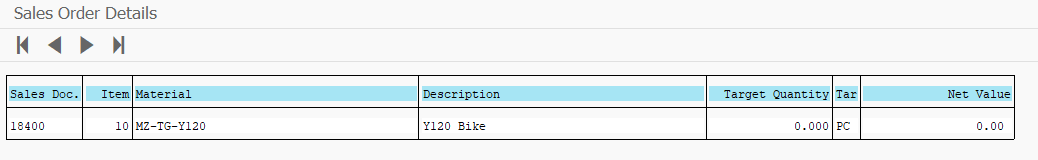 Sales Order Details
Sales Doc. Item Material Description Target Quantity Tar Net Value
18400 10 MZ-TG-Y120 Y120 Bike 0.000 PC 0.00